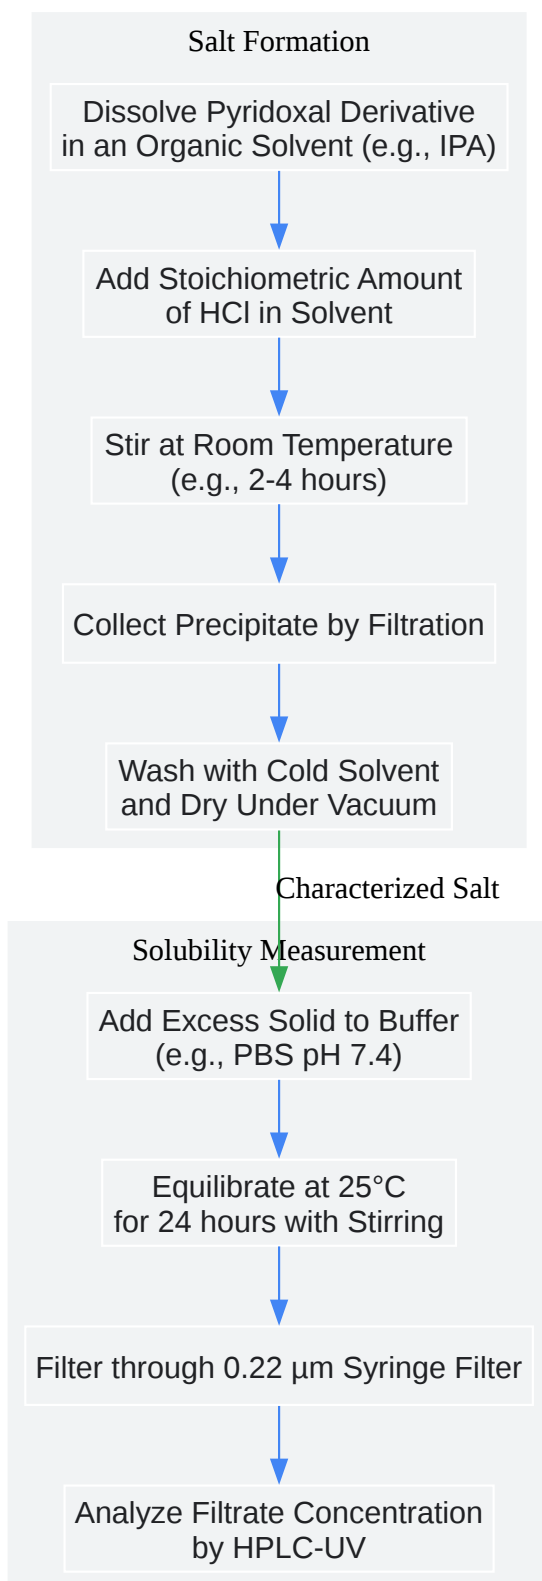 Salt Formation
Dissolve Pyridoxal Derivative
in an Organic Solvent (e.g., IPA)
Add Stoichiometric Amount
of HCl in Solvent
Stir at Room Temperature
(e.g., 2-4 hours)
Collect Precipitate by Filtration
Wash with Cold Solvent
and Dry Under Vacuum
Characterized Salt
Solubility Measurement
Add Excess Solid to Buffer
(e.g., PBS pH 7.4)
Equilibrate at 25°C
for 24 hours with Stirring
Filter through 0.22 µm Syringe Filter
Analyze Filtrate Concentration
by HPLC-UV